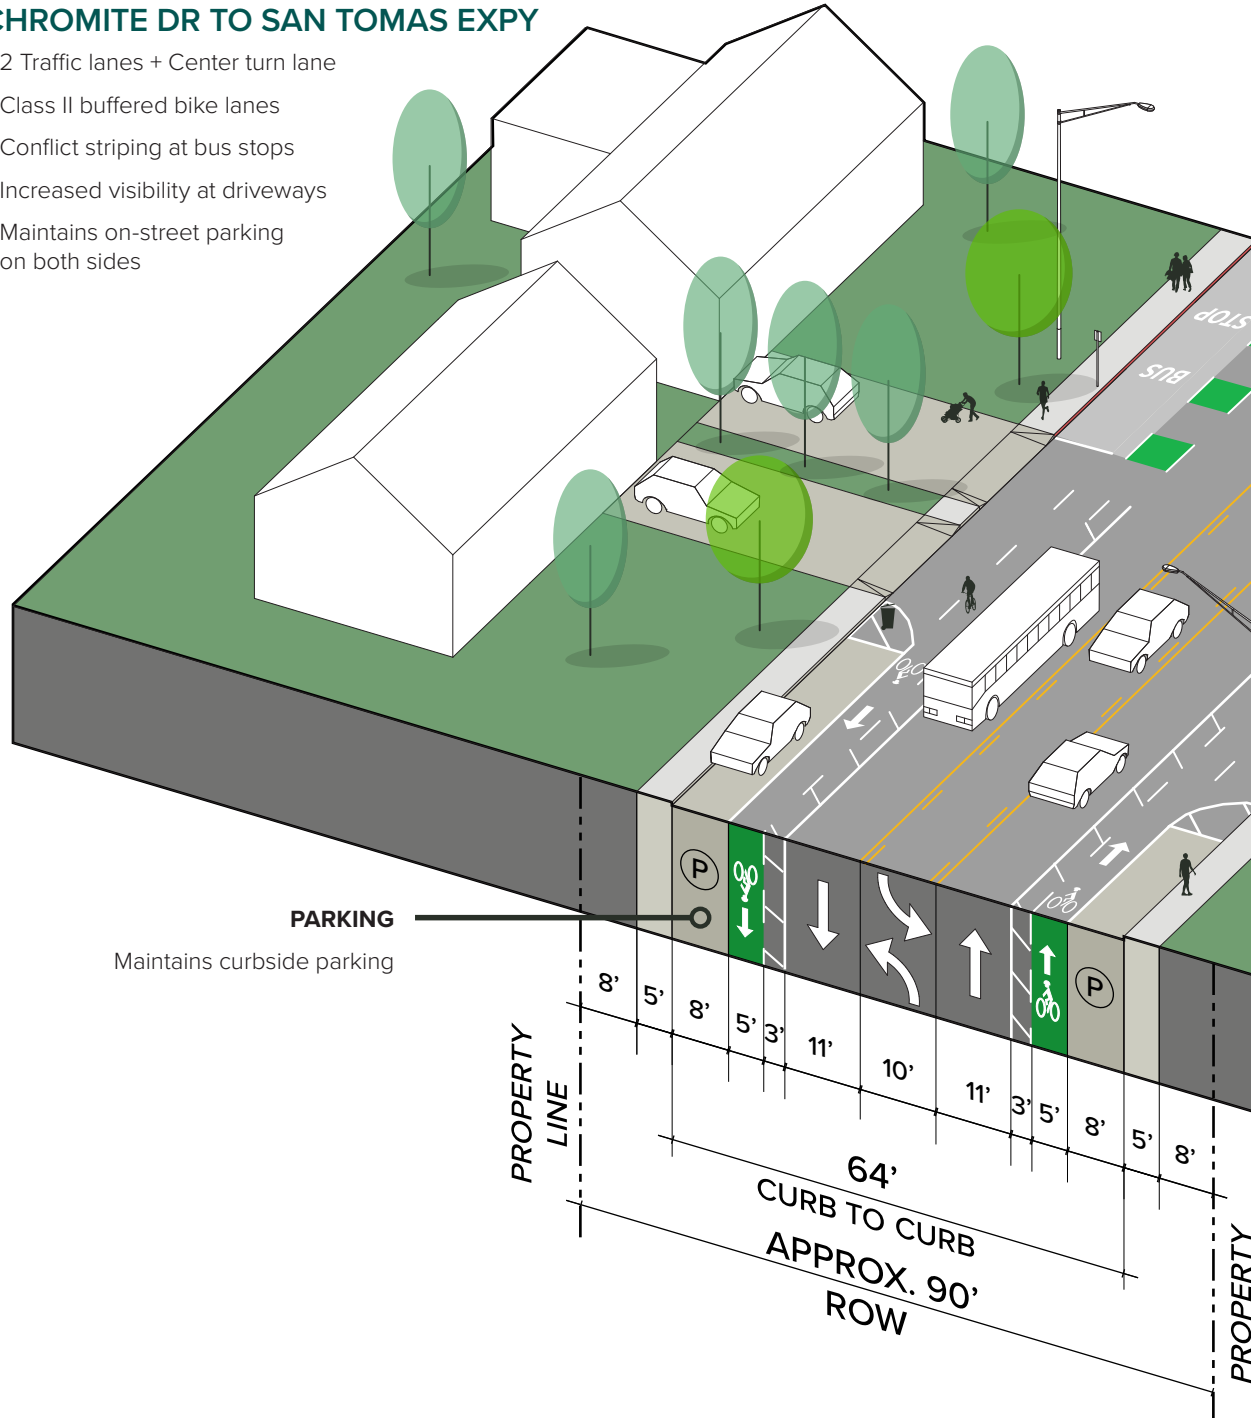 CHROMITE DR TO SAN TOMAS EXPY
2 Traffic lanes + Center turn lane
Class II buffered bike lanes
Conflict striping at bus stops
Increased visibility at driveways
Maintains on-street parking
on both sides
STOP
BUS
P
PARKING
Maintains curbside parking
P
8’ 5’ 8’ 5’ 3’ 11’ 10’ 11’ 3’ 5’ 8’ 5’ 8’
PROPERTY
LINE
64’
CURB TO CURB
APPROX. 90’
ROW
PROPERTY